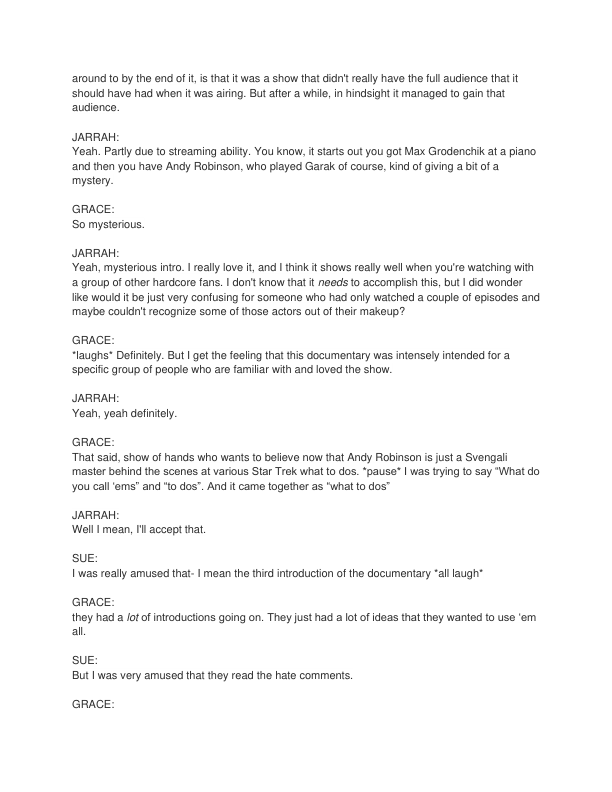 around to by the end of it, is that it was a show that didn't really have the full audience that it
should have had when it was airing. But after a while, in hindsight it managed to gain that
audience.
JARRAH:
Yeah. Partly due to streaming ability. You know, it starts out you got Max Grodenchik at a piano
and then you have Andy Robinson, who played Garak of course, kind of giving a bit of a
mystery.
GRACE:
So mysterious.
JARRAH:
Yeah, mysterious intro. I really love it, and I think it shows really well when you're watching with
a group of other hardcore fans. I don't know that it needs to accomplish this, but I did wonder
like would it be just very confusing for someone who had only watched a couple of episodes and
maybe couldn't recognize some of those actors out of their makeup?
GRACE:
*laughs* Definitely. But I get the feeling that this documentary was intensely intended for a
specific group of people who are familiar with and loved the show.
JARRAH:
Yeah, yeah definitely.
GRACE:
That said, show of hands who wants to believe now that Andy Robinson is just a Svengali
master behind the scenes at various Star Trek what to dos. *pause* I was trying to say “What do
you call ‘ems” and “to dos”. And it came together as “what to dos”
JARRAH:
Well I mean, I'll accept that.
SUE:
I was really amused that- I mean the third introduction of the documentary *all laugh*
GRACE:
they had a lot of introductions going on. They just had a lot of ideas that they wanted to use ‘em
all.
SUE:
But I was very amused that they read the hate comments.
GRACE: